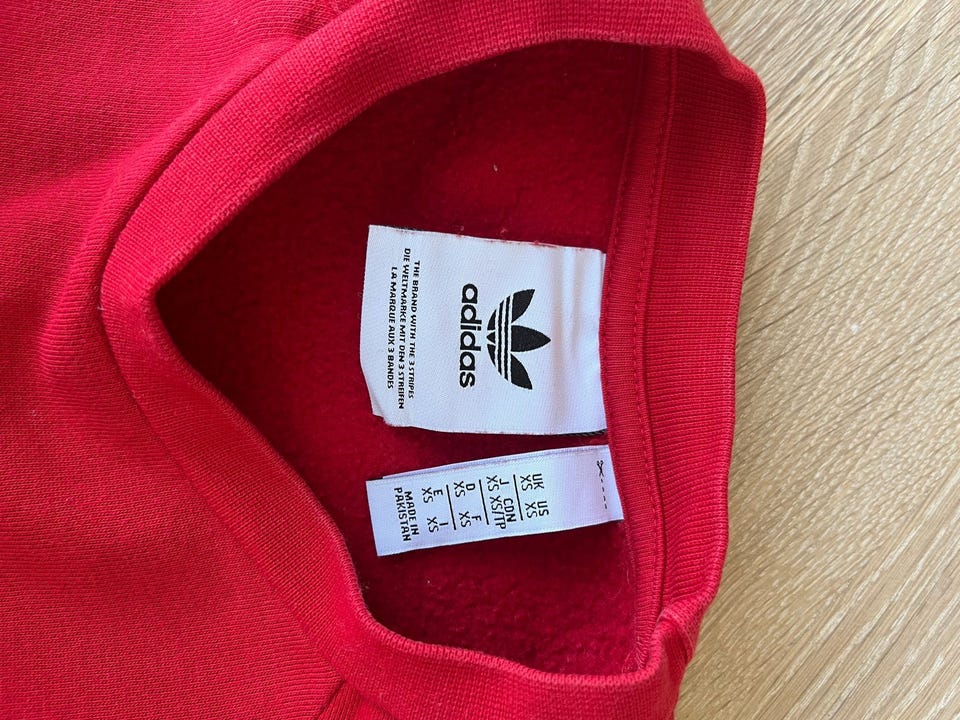 adidas
THE BRAND WITH THE 3 STRIPES
DIE WELTMARKE MIT DEN 3 STREIFEN
LA MARQUE AUX 3 BANDES
UK US
XS XS
J CDN
XS XS/TP
D F
XS XS
E I
XS XS
MADE IN
PAKISTAN